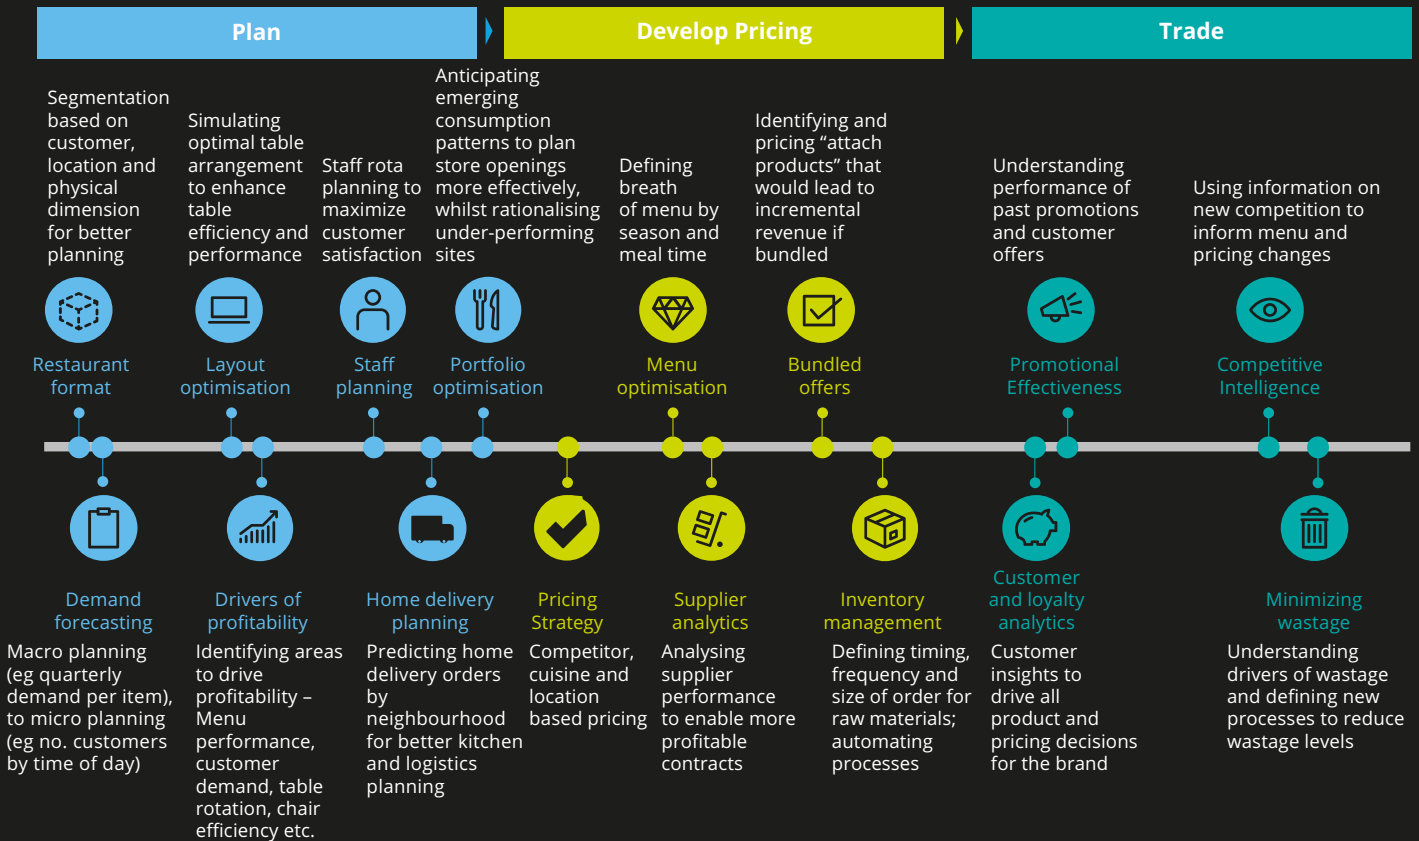 Plan
Develop Pricing
Trade
Segmentation
based on
customer,
location and
physical
dimension
for better
planning
Simulating
optimal table
arrangement
to enhance
table
efficiency and
performance
Staff rota
planning to
maximize
customer
satisfaction
Anticipating
emerging
consumption
patterns to plan
store openings
more effectively,
whilst rationalising
under-performing
sites
Defining
breath
of menu by
season and
meal time
Identifying and
pricing “attach
products” that
would lead to
incremental
revenue if
bundled
Understanding
performance of
past promotions
and customer
offers
Using information on
new competition to
inform menu and
pricing changes
Restaurant
format
Layout
optimisation
Staff
planning
Portfolio
optimisation
Menu
optimisation
Bundled
offers
Promotional
Effectiveness
Competitive
Intelligence
Demand
forecasting
Macro planning
(eg quarterly
demand per item),
to micro planning
(eg no. customers
by time of day)
Drivers of
profitability
Identifying areas
to drive
profitability –
Menu
performance,
customer
demand, table
rotation, chair
efficiency etc.
Home delivery
planning
Predicting home
delivery orders
by
neighbourhood
for better kitchen
and logistics
planning
Pricing
Strategy
Competitor,
cuisine and
location
based pricing
Supplier
analytics
Analysing
supplier
performance
to enable more
profitable
contracts
Inventory
management
Defining timing,
frequency and
size of order for
raw materials;
automating
processes
Customer
and loyalty
analytics
Customer
insights to
drive all
product and
pricing decisions
for the brand
Minimizing
wastage
Understanding
drivers of wastage
and defining new
processes to reduce
wastage levels